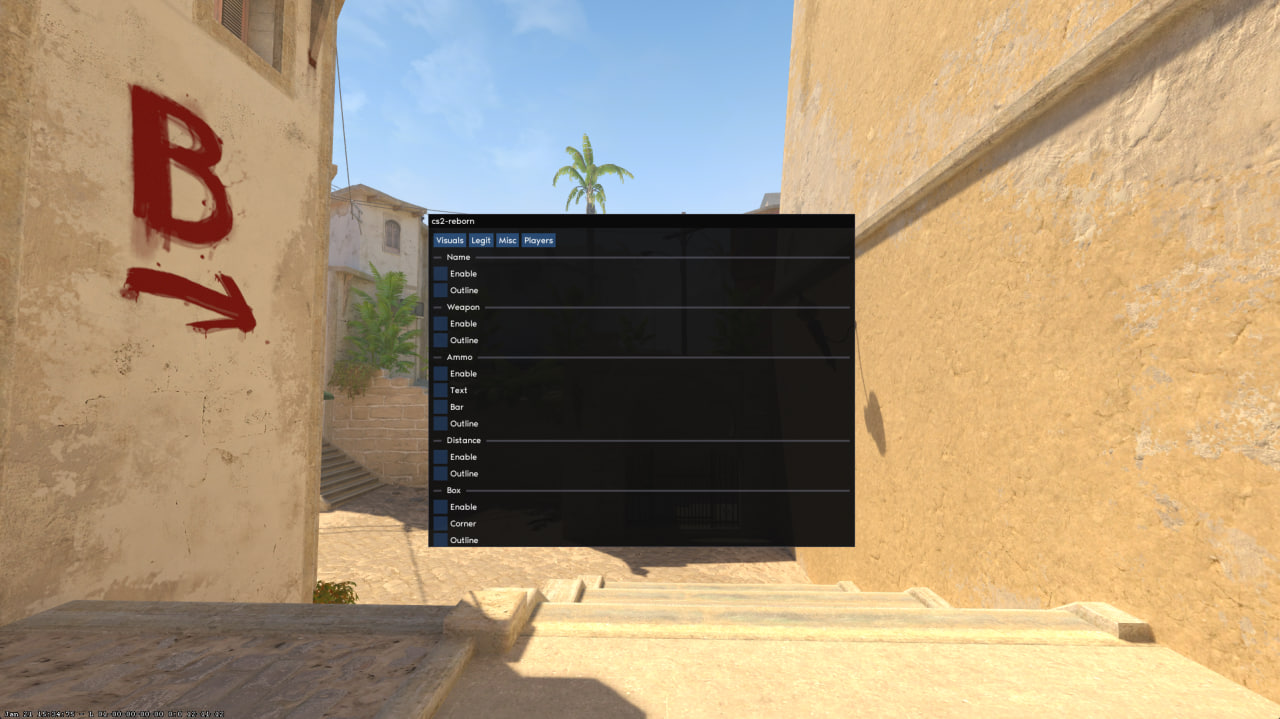 B
cs2-reborn
Visuals Legit Misc Players
Name
Enable
Outline
Weapon
Enable
Outline
Ammo
Enable
Text
Bar
Outline
Distance
Enable
Outline
Box
Enable
Corner
Outline